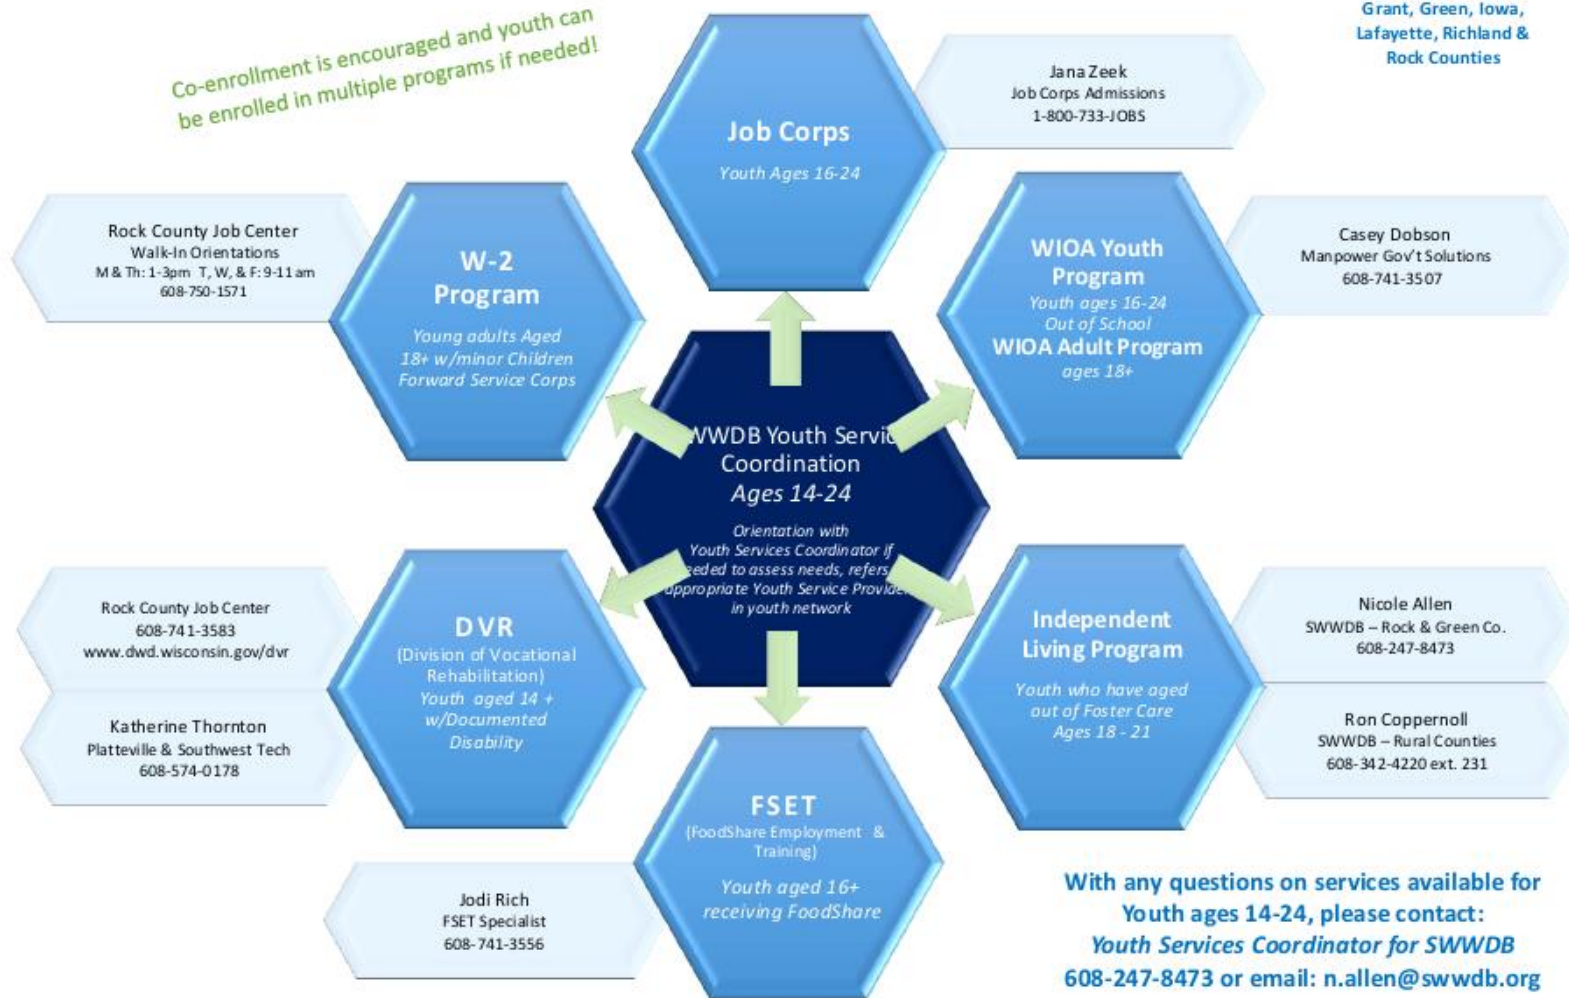 Co-enrollment is encouraged and youth can
be enrolled in multiple programs if needed!
Grant, Green, Iowa,
Lafayette, Richland &
Rock Counties
Job Corps
Youth Ages 16-24
Jana Zeek
Job Corps Admissions
1-800-733-JOBS
Rock County Job Center
Walk-In Orientations
M & Th: 1-3pm T, W, & F: 9-11 am
608-750-1571
W-2
Program
Young adults Aged
18+ w/minor Children
Forward Service Corps
WIOA Youth
Program
Youth ages 16-24
Out of School
WIOA Adult Program
ages 18+
Casey Dobson
Manpower Gov't Solutions
608-741-3507
Youth
Coordination
Ages 14-24
Orientation with
Youth Services Coordinator if
to assess needs, refers
appropriate Youth Service
in youth network
Rock County Job Center
608-741-3583
www.dwd.wisconsin.gov/dvr
Katherine Thornton
Platteville & Southwest Tech
608-574-0178
DVR
(Division of Vocational
Rehabilitation)
Youth aged 14 +
w/Documented
Disability
Independent
Living Program
Youth who have aged
out of Foster Care
Ages 18 - 21
Nicole Allen
SWWDB – Rock & Green Co.
608-247-8473
Ron Coppernoll
SWWDB – Rural Counties
608-342-4220 ext. 231
FSET
(FoodShare Employment &
Training)
Youth aged 16+
receiving FoodShare
Jodi Rich
FSET Specialist
608-741-3556
With any questions on services available for
Youth ages 14-24, please contact:
Youth Services Coordinator for SWWDB
608-247-8473 or email: n.allen@swwdb.org